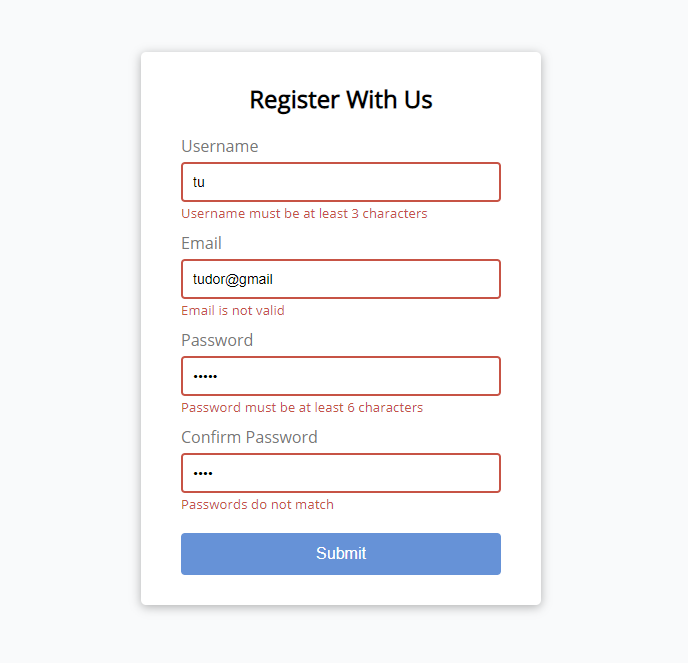 Register With Us
Username
tu
Username must be at least 3 characters
Email
tudor@gmail
Email is not valid
Password
•••••
Password must be at least 6 characters
Confirm Password
••••
Passwords do not match
Submit